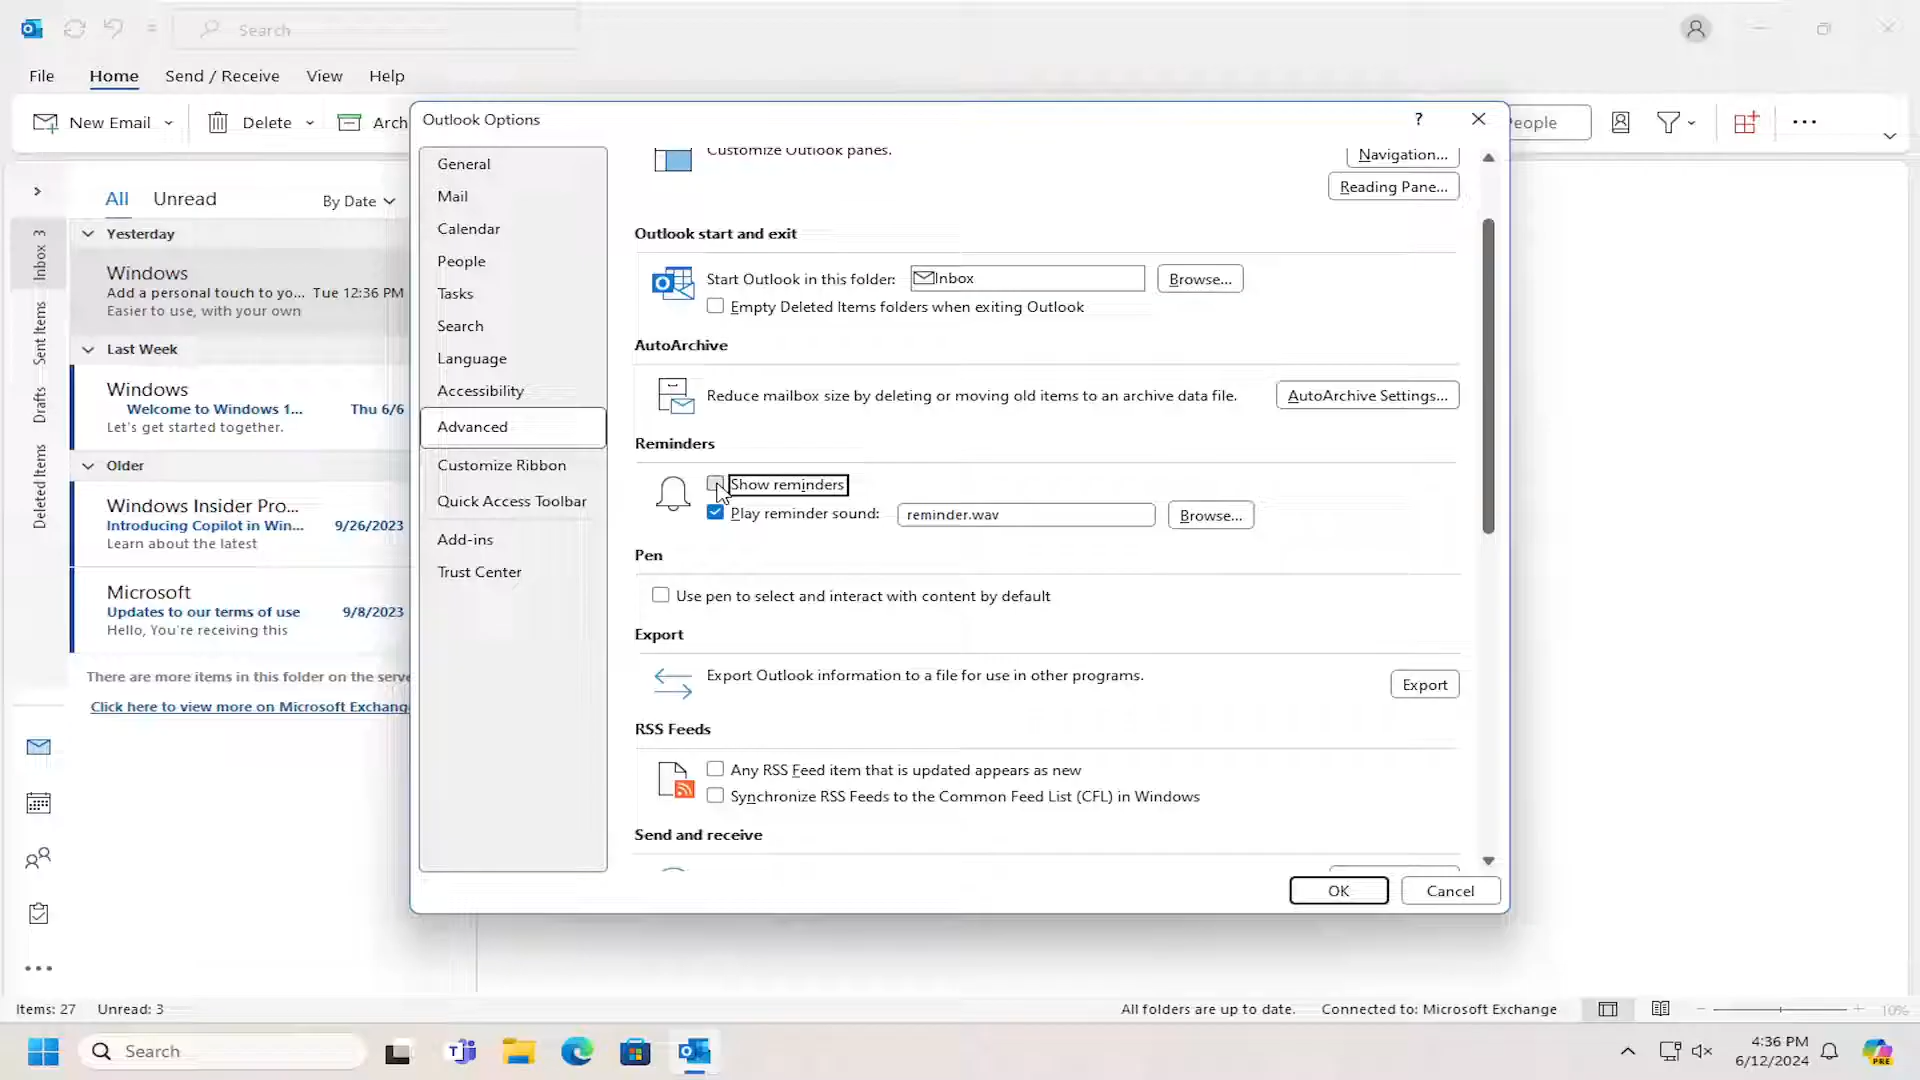 Search
File
Home
Send / Receive
View
Help
New Email
Delete
Arch
eople
All
Unread
By Date
Yesterday
Windows
Add a personal touch to yo... Tue 12:36 PM
Easier to use, with your own
Last Week
Windows
Welcome to Windows 1... Thu 6/6
Let's get started together.
Older
Windows Insider Pro...
Introducing Copilot in Win... 9/26/2023
Learn about the latest
Microsoft
Updates to our terms of use 9/8/2023
Hello, You're receiving this
There are more items in this folder on the serve
Click here to view more on Microsoft Exchang
Inbox 3
Sent Items
Drafts
Deleted Items
Outlook Options
?
General
Mail
Calendar
People
Tasks
Search
Language
Accessibility
Advanced
Customize Ribbon
Quick Access Toolbar
Add-ins
Trust Center
Customize Outlook panes.
Navigation...
Reading Pane...
Outlook start and exit
Start Outlook in this folder: Inbox Browse...
Empty Deleted Items folders when exiting Outlook
AutoArchive
Reduce mailbox size by deleting or moving old items to an archive data file. AutoArchive Settings...
Reminders
Show reminders
Play reminder sound: reminder.wav Browse...
Pen
Use pen to select and interact with content by default
Export
Export Outlook information to a file for use in other programs. Export
RSS Feeds
Any RSS Feed item that is updated appears as new
Synchronize RSS Feeds to the Common Feed List (CFL) in Windows
Send and receive
OK
Cancel
Items: 27 Unread: 3
All folders are up to date. Connected to: Microsoft Exchange
10%
Search
4:36 PM
6/12/2024
PRE